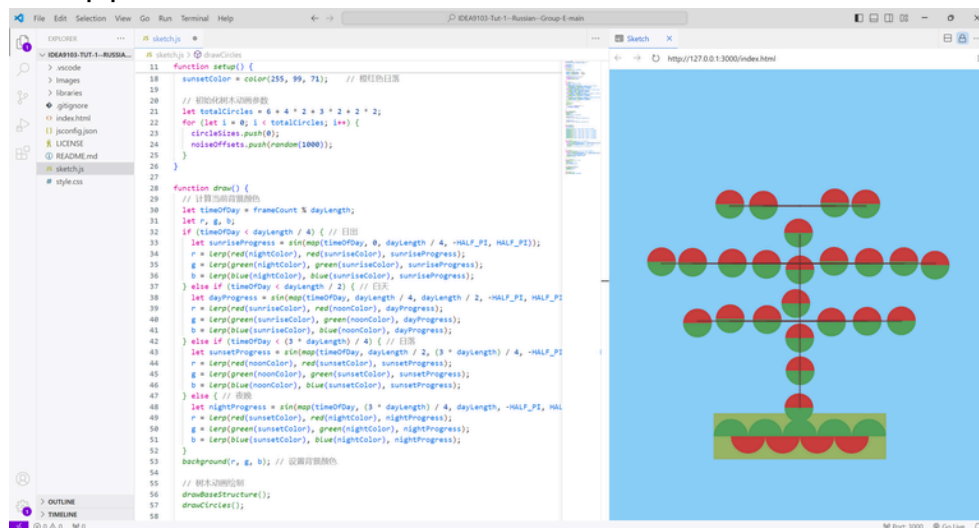 File Edit Selection View Go Run Terminal Help
IDEA9103-Tut-1--Russian--Group-E-main
EXPLORER
IDEA9103-TUT-1--RUSSIA...
.vscode
Images
libraries
.gitignore
index.html
jsconfig.json
LICENSE
README.md
sketch.js
style.css
OUTLINE
TIMELINE
sketch.js
sketch.js > drawCircles
11 function setup() {
18 sunsetColor = color(255, 99, 71); // 橙红色日落
19
20 // 初始化树木动画参数
21 let totalCircles = 6 + 4 * 2 + 3 * 2 + 2 * 2;
22 for (let i = 0; i < totalCircles; i++) {
23 circleSizes.push(0);
24 noiseOffsets.push(random(1000));
25 }
26 }
27
28 function draw() {
29 // 计算当前背景颜色
30 let timeOfDay = frameCount % dayLength;
31 let r, g, b;
32 if (timeOfDay < dayLength / 4) { // 日出
33 let sunriseProgress = sin(map(timeOfDay, 0, dayLength / 4, -HALF_PI, HALF_PI));
34 r = lerp(red(nightColor), red(sunriseColor), sunriseProgress);
35 g = lerp(green(nightColor), green(sunriseColor), sunriseProgress);
36 b = lerp(blue(nightColor), blue(sunriseColor), sunriseProgress);
37 } else if (timeOfDay < dayLength / 2) { // 白天
38 let dayProgress = sin(map(timeOfDay, dayLength / 4, dayLength / 2, -HALF_PI, HALF_PI
39 r = lerp(red(sunriseColor), red(noonColor), dayProgress);
40 g = lerp(green(sunriseColor), green(noonColor), dayProgress);
41 b = lerp(blue(sunriseColor), blue(noonColor), dayProgress);
42 } else if (timeOfDay < (3 * dayLength) / 4) { // 日落
43 let sunsetProgress = sin(map(timeOfDay, dayLength / 2, (3 * dayLength) / 4, -HALF_PI
44 r = lerp(red(noonColor), red(sunsetColor), sunsetProgress);
45 g = lerp(green(noonColor), green(sunsetColor), sunsetProgress);
46 b = lerp(blue(noonColor), blue(sunsetColor), sunsetProgress);
47 } else { // 夜晚
48 let nightProgress = sin(map(timeOfDay, (3 * dayLength) / 4, dayLength, -HALF_PI, HAL
49 r = lerp(red(sunsetColor), red(nightColor), nightProgress);
50 g = lerp(green(sunsetColor), green(nightColor), nightProgress);
51 b = lerp(blue(sunsetColor), blue(nightColor), nightProgress);
52 }
53 background(r, g, b); // 设置背景颜色
54
55 // 树木动画绘制
56 drawBaseStructure();
57 drawCircles();
58
Sketch
http://127.0.0.1:3000/index.html
Port: 3000 Go Live